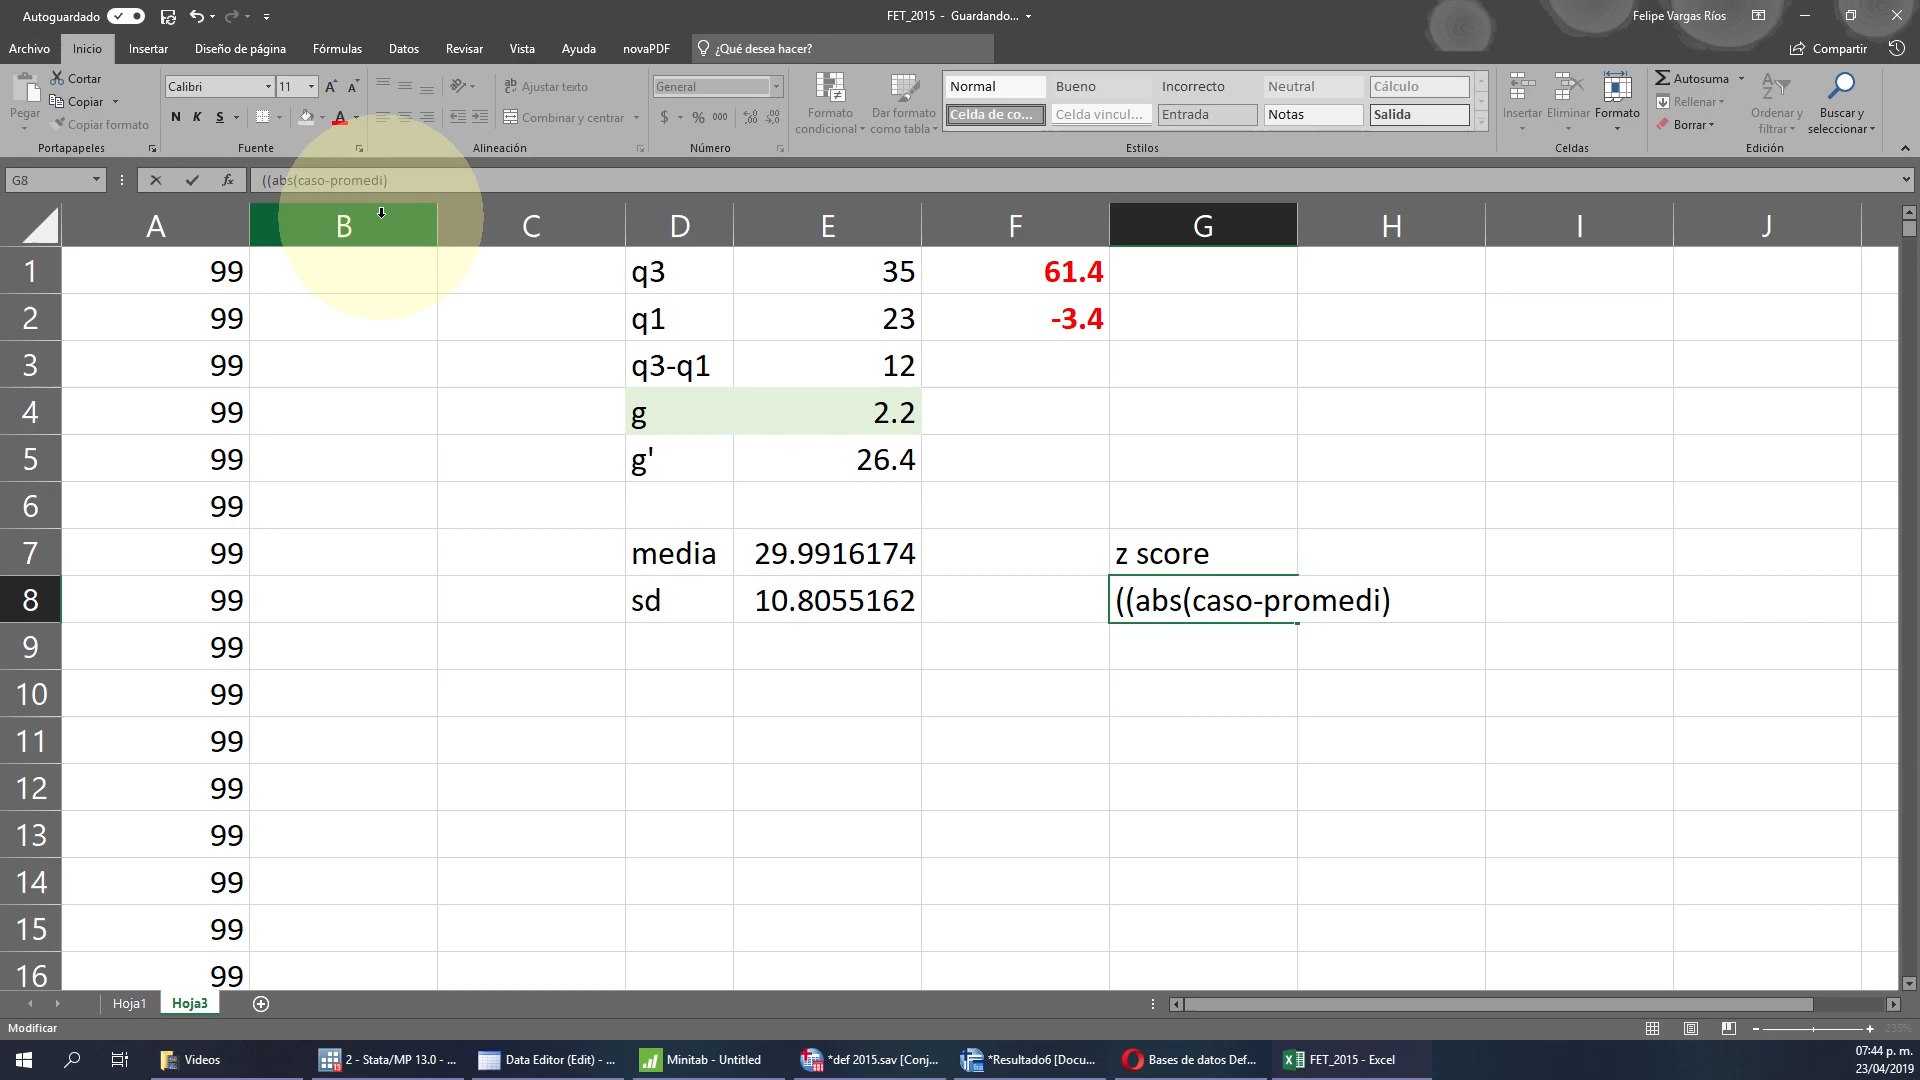 Autoguardado
FET_2015 - Guardando...
Felipe Vargas Ríos
Archivo Inicio Insertar Diseño de página Fórmulas Datos Revisar Vista Ayuda novaPDF ¿Qué desea hacer? Compartir
Pegar
Cortar
Copiar
Copiar formato
Portapapeles
Calibri 11
N K S
Fuente
Ajustar texto
Combinar y centrar
Alineación
General
$ % 000
Número
Formato condicional
Dar formato como tabla
Normal Bueno Incorrecto Neutral Cálculo
Celda de co... Celda vincul... Entrada Notas Salida
Estilos
Insertar Eliminar Formato
Celdas
Autosuma
Rellenar
Borrar
Ordenar y filtrar
Buscar y seleccionar
Edición
G8 fx ((abs(caso-promedi)
A B C D E F G H I J
1 99 q3 35 61.4
2 99 q1 23 -3.4
3 99 q3-q1 12
4 99 g 2.2
5 99 g' 26.4
6 99
7 99 media 29.9916174 z score
8 99 sd 10.8055162 ((abs(caso-promedi)
9 99
10 99
11 99
12 99
13 99
14 99
15 99
16 99
Hoja1 Hoja3
Modificar
235%
Videos
2 - Stata/MP 13.0 - ...
Data Editor (Edit) - ...
Minitab - Untitled
*def 2015.sav [Conj...
*Resultado6 [Docu...
Bases de datos Def...
FET_2015 - Excel
07:44 p. m.
23/04/2019